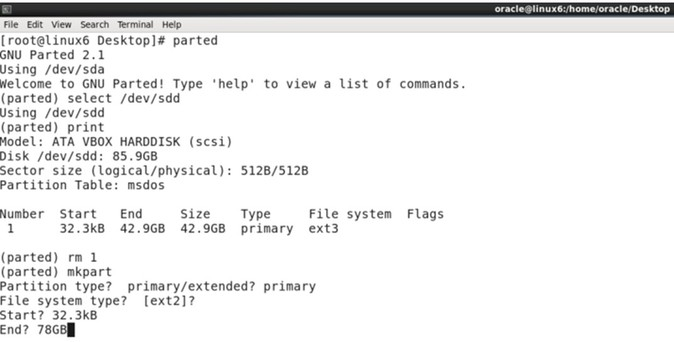 oracle@linux6:/home/oracle/Desktop
File Edit View Search Terminal Help
[root@linux6 Desktop]# parted
GNU Parted 2.1
Using /dev/sda
Welcome to GNU Parted! Type 'help' to view a list of commands.
(parted) select /dev/sdd
Using /dev/sdd
(parted) print
Model: ATA VBOX HARDDISK (scsi)
Disk /dev/sdd: 85.9GB
Sector size (logical/physical): 512B/512B
Partition Table: msdos
Number Start End Size Type File system Flags
1 32.3kB 42.9GB 42.9GB primary ext3
(parted) rm 1
(parted) mkpart
Partition type? primary/extended? primary
File system type? [ext2]?
Start? 32.3kB
End? 78GB